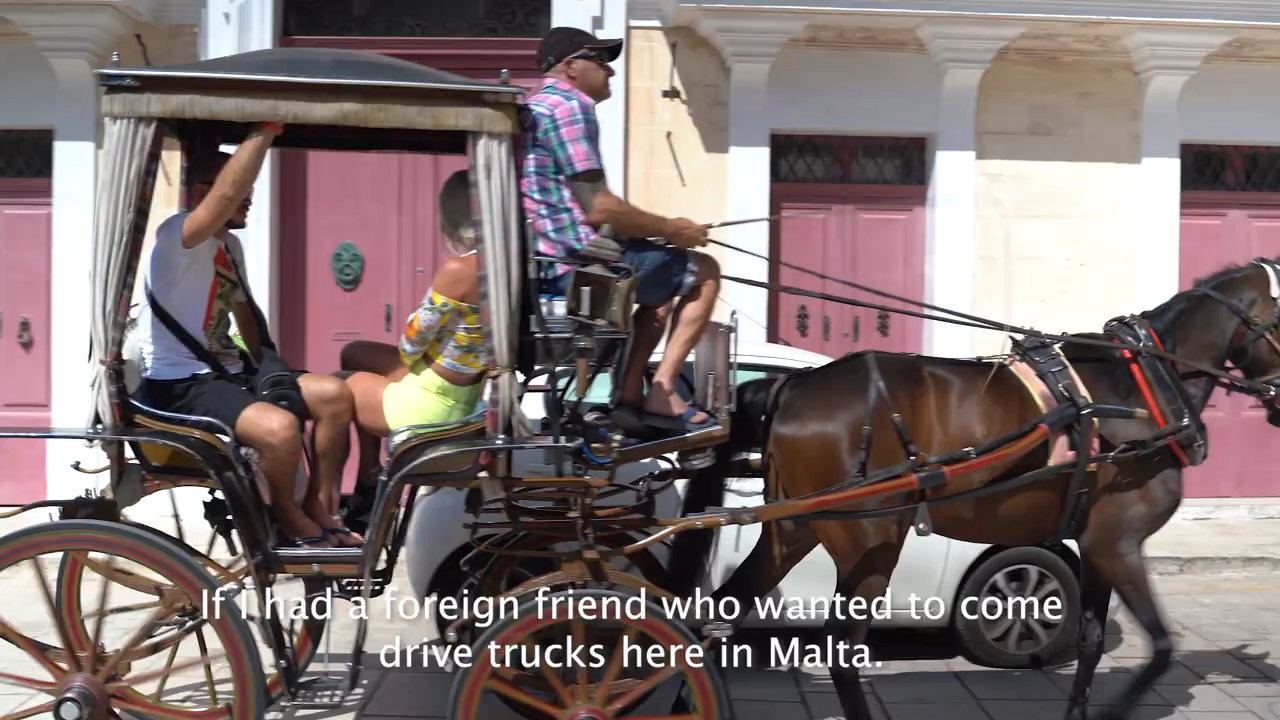 If I had a foreign friend who wanted to come
drive trucks here in Malta.